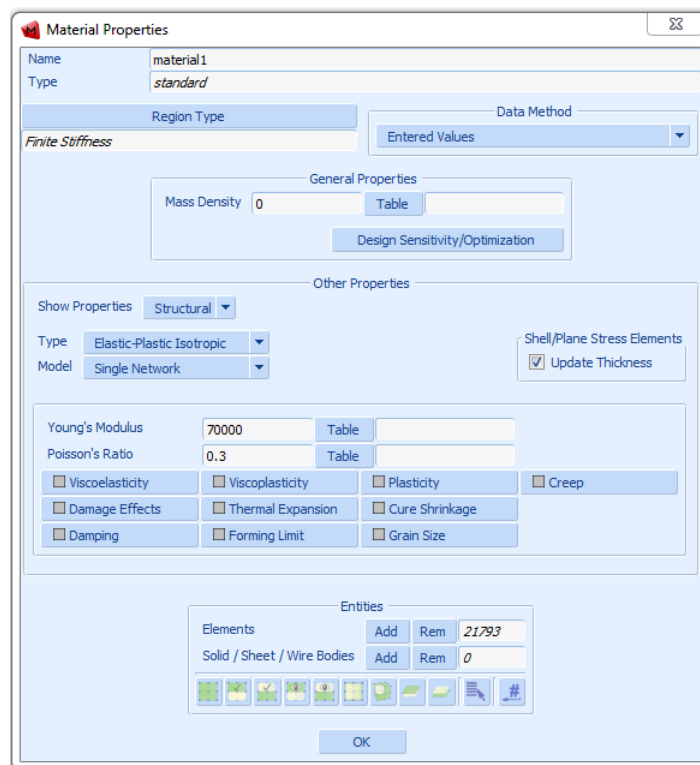 Material Properties
Name material1
Type standard
Region Type
Finite Stiffness
Data Method
Entered Values
General Properties
Mass Density 0 Table
Design Sensitivity/Optimization
Other Properties
Show Properties Structural
Type Elastic-Plastic Isotropic
Model Single Network
Shell/Plane Stress Elements
Update Thickness
Young's Modulus 70000 Table
Poisson's Ratio 0.3 Table
Viscoelasticity Viscoplasticity Plasticity Creep
Damage Effects Thermal Expansion Cure Shrinkage
Damping Forming Limit Grain Size
Entities
Elements Add Rem 21793
Solid / Sheet / Wire Bodies Add Rem 0
#
OK